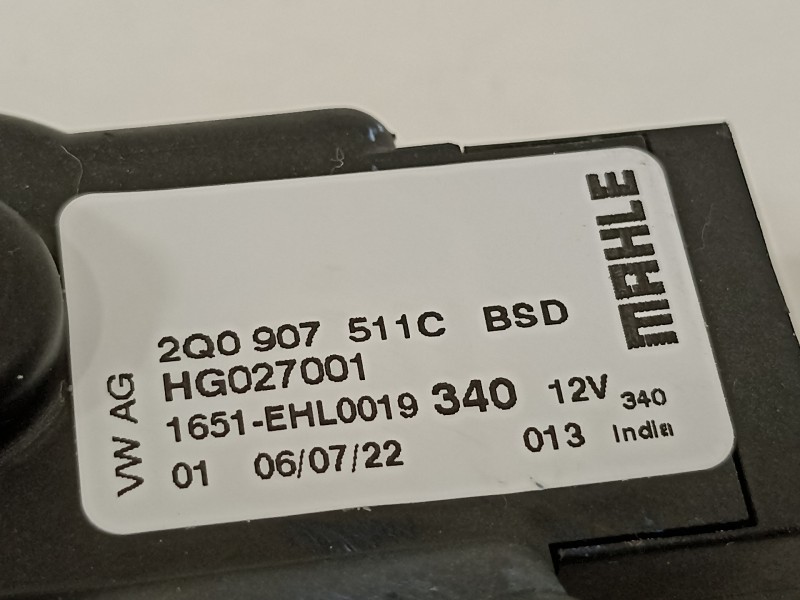 MAHLE
VW AG
2Q0 907 511C BSD
HG027001
1651-EHL0019 340 12V 340
01 06/07/22 013 India